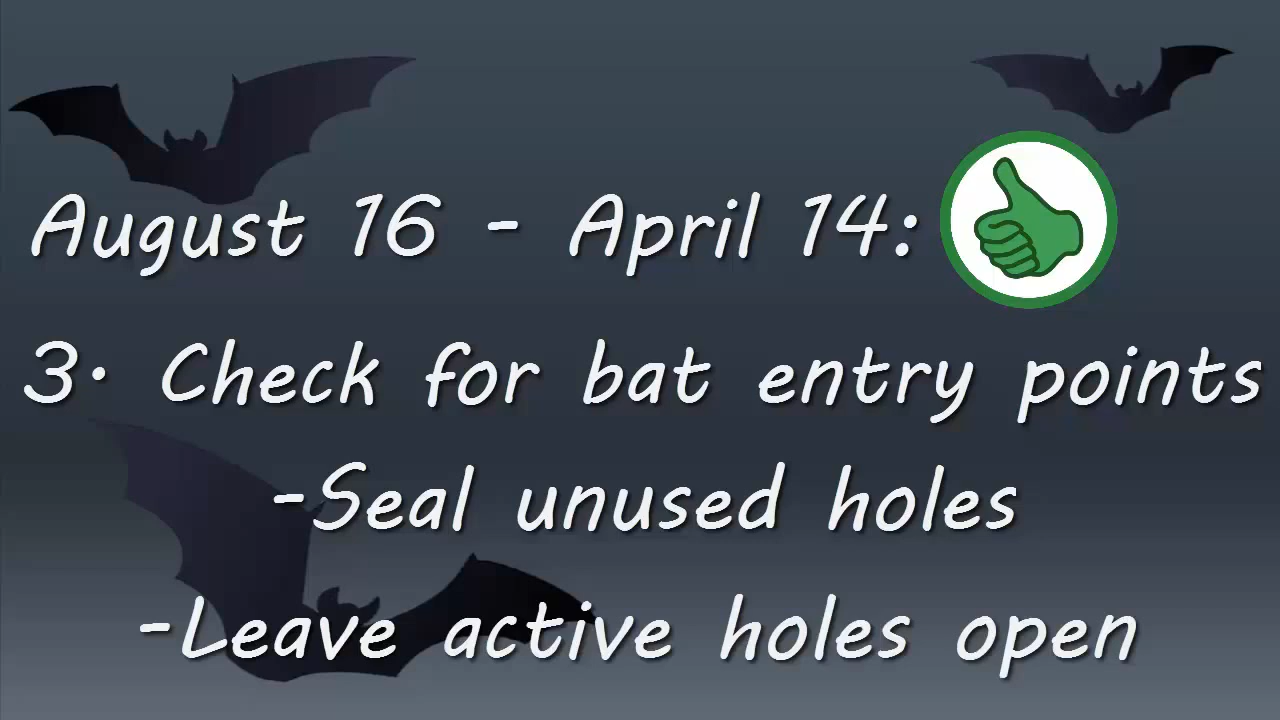 August 16 - April 14:
3. Check for bat entry points
-Seal unused holes
-Leave active holes open